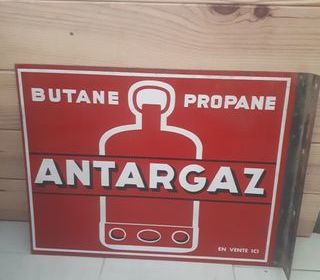 BUTANE PROPANE
ANTARGAZ
EN VENTE ICI